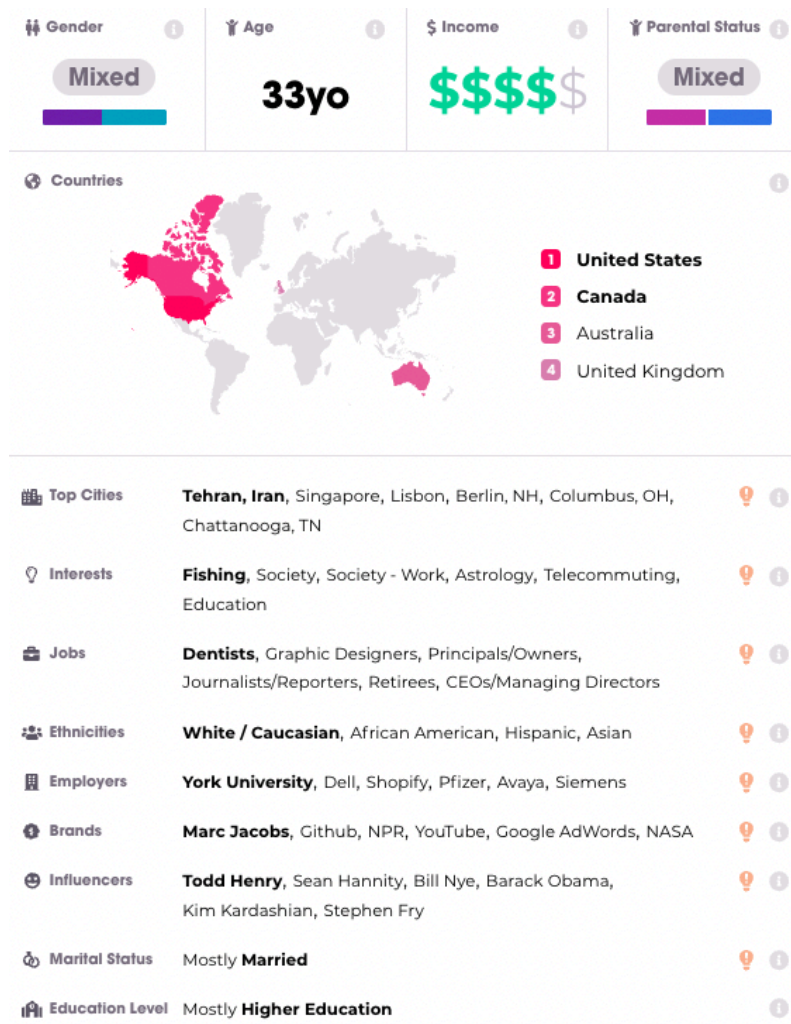 Gender
Mixed
Age
33yo
$ Income
$$$$$
Parental Status
Mixed
Countries
1 United States
2 Canada
3 Australia
4 United Kingdom
Top Cities
Tehran, Iran, Singapore, Lisbon, Berlin, NH, Columbus, OH,
Chattanooga, TN
Interests
Fishing, Society, Society - Work, Astrology, Telecommuting,
Education
Jobs
Dentists, Graphic Designers, Principals/Owners,
Journalists/Reporters, Retirees, CEOs/Managing Directors
Ethnicities
White / Caucasian, African American, Hispanic, Asian
Employers
York University, Dell, Shopify, Pfizer, Avaya, Siemens
Brands
Marc Jacobs, Github, NPR, YouTube, Google AdWords, NASA
Influencers
Todd Henry, Sean Hannity, Bill Nye, Barack Obama,
Kim Kardashian, Stephen Fry
Marital Status
Mostly Married
Education Level
Mostly Higher Education